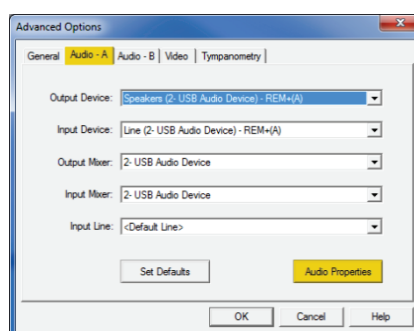 Advanced Options
General Audio - A Audio - B Video Tympanometry
Output Device: Speakers (2- USB Audio Device) - REM+(A)
Input Device: Line (2- USB Audio Device) - REM+(A)
Output Mixer: 2- USB Audio Device
Input Mixer: 2- USB Audio Device
Input Line: <Default Line>
Set Defaults Audio Properties
OK Cancel Help